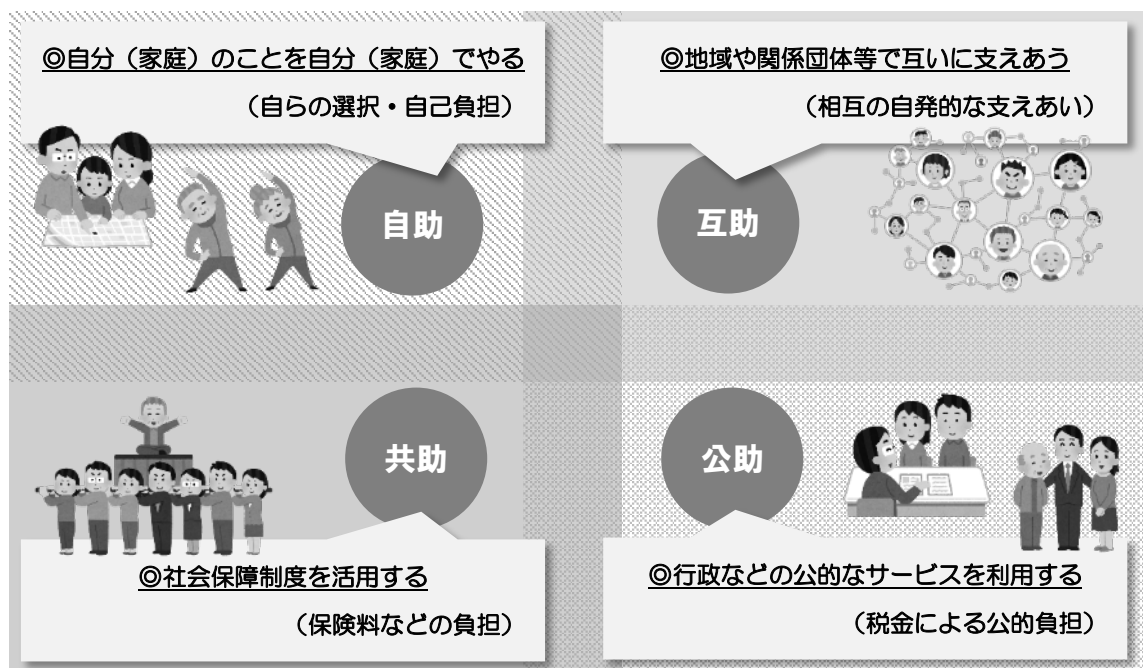 ◎自分（家庭）のことを自分（家庭）でやる
（自らの選択・自己負担）
自助
◎地域や関係団体等で互いに支えあう
（相互の自発的な支えあい）
互助
共助
◎社会保障制度を活用する
（保険料などの負担）
公助
◎行政などの公的なサービスを利用する
（税金による公的負担）